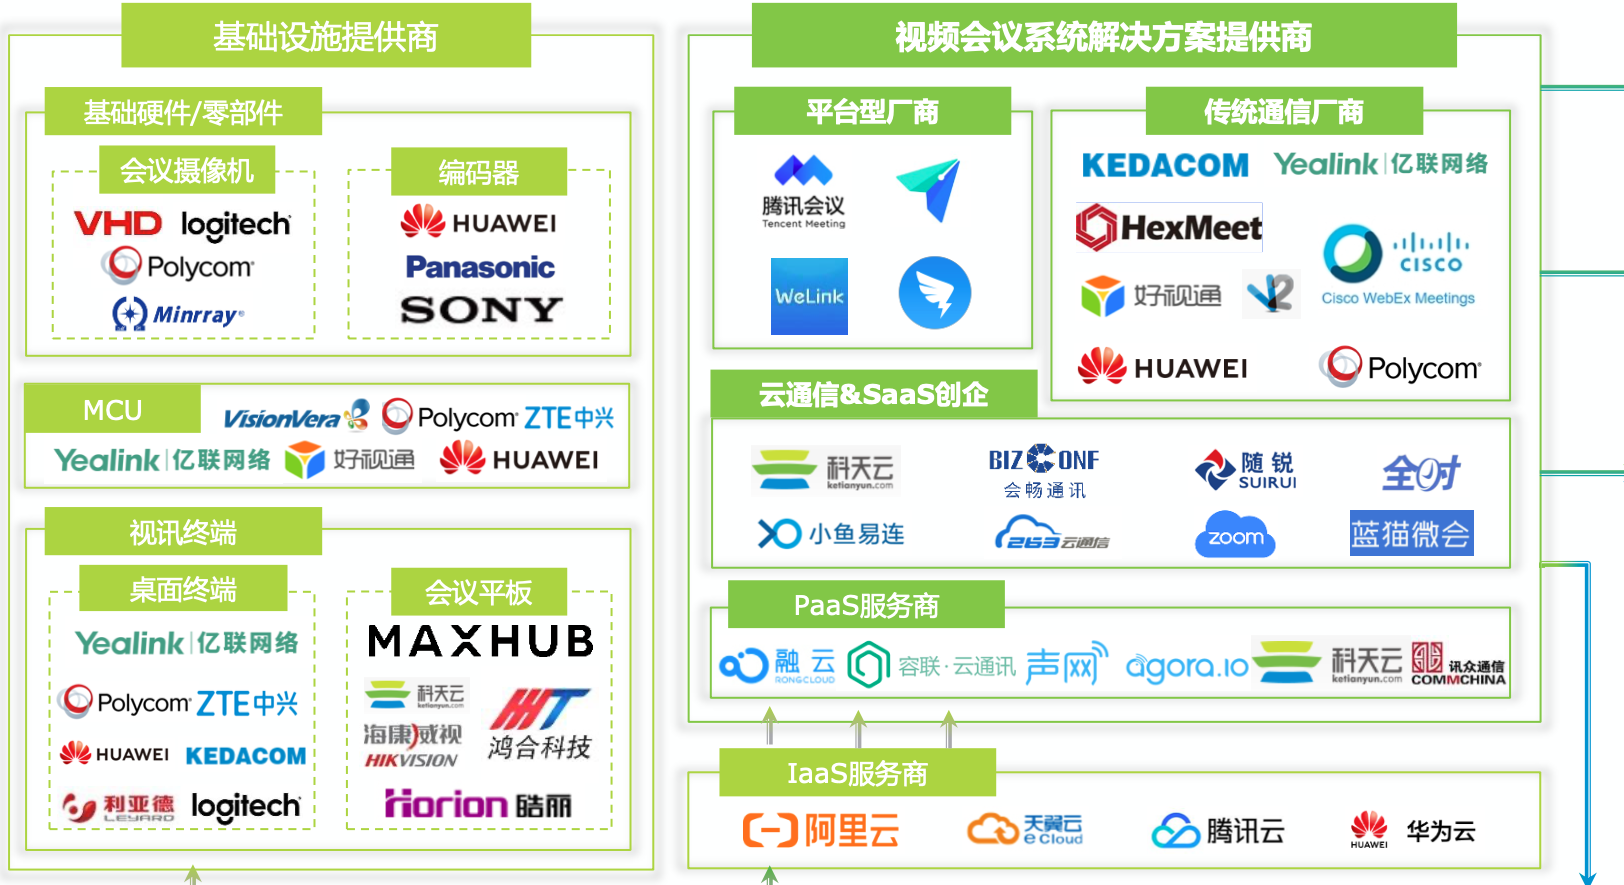 基础设施提供商
基础硬件/零部件
会议摄像机
VHD logitech
Polycom
Minrray
编码器
HUAWEI
Panasonic
SONY
MCU
VisionVera Polycom ZTE中兴
Yealink 亿联网络 好视通 HUAWEI
视讯终端
桌面终端
Yealink 亿联网络
Polycom ZTE中兴
HUAWEI KEDACOM
利亚德
LEYARD
logitech
会议平板
MAXHUB
科天云
ketianyun.com
海康威视
HIKVISION
鸿合科技
Horion 皓丽
视频会议系统解决方案提供商
平台型厂商
腾讯会议
Tencent Meeting
WeLink
传统通信厂商
KEDACOM Yealink 亿联网络
HexMeet
CISCO
Cisco WebEx Meetings
好视通 V2
HUAWEI Polycom
云通信&SaaS创企
科天云
ketianyun.com
BIZCONF
会畅通讯
随锐
SUIRUI
全时
小鱼易连
263云通信
zoom
蓝猫微会
PaaS服务商
融云
RONGCLOUD
容联·云通讯
声网
agora.io
科天云
ketianyun.com
讯众通信
COMMCHINA
IaaS服务商
阿里云
天翼云
e Cloud
腾讯云
HUAWEI
华为云